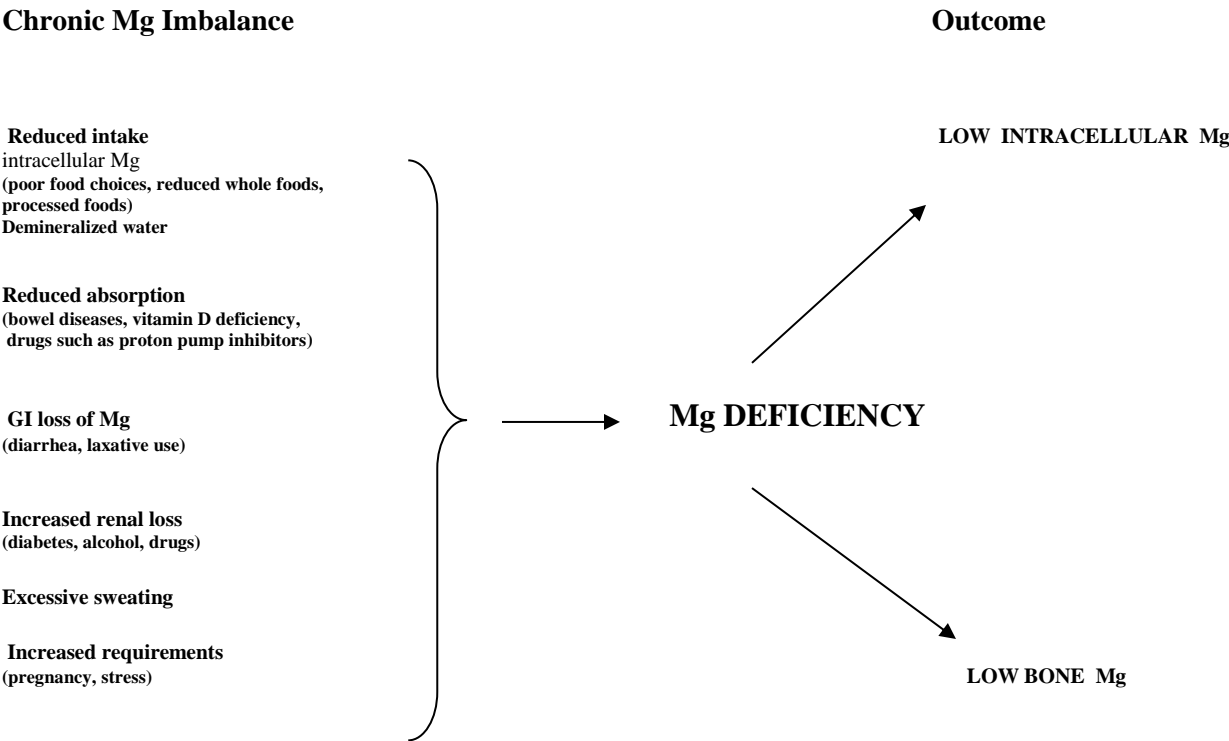 Chronic Mg Imbalance
Outcome
Reduced intake
intracellular Mg
(poor food choices, reduced whole foods,
processed foods)
Demineralized water
LOW INTRACELLULAR Mg
Reduced absorption
(bowel diseases, vitamin D deficiency,
drugs such as proton pump inhibitors)
GI loss of Mg
(diarrhea, laxative use)
Mg DEFICIENCY
Increased renal loss
(diabetes, alcohol, drugs)
Excessive sweating
Increased requirements
(pregnancy, stress)
LOW BONE Mg